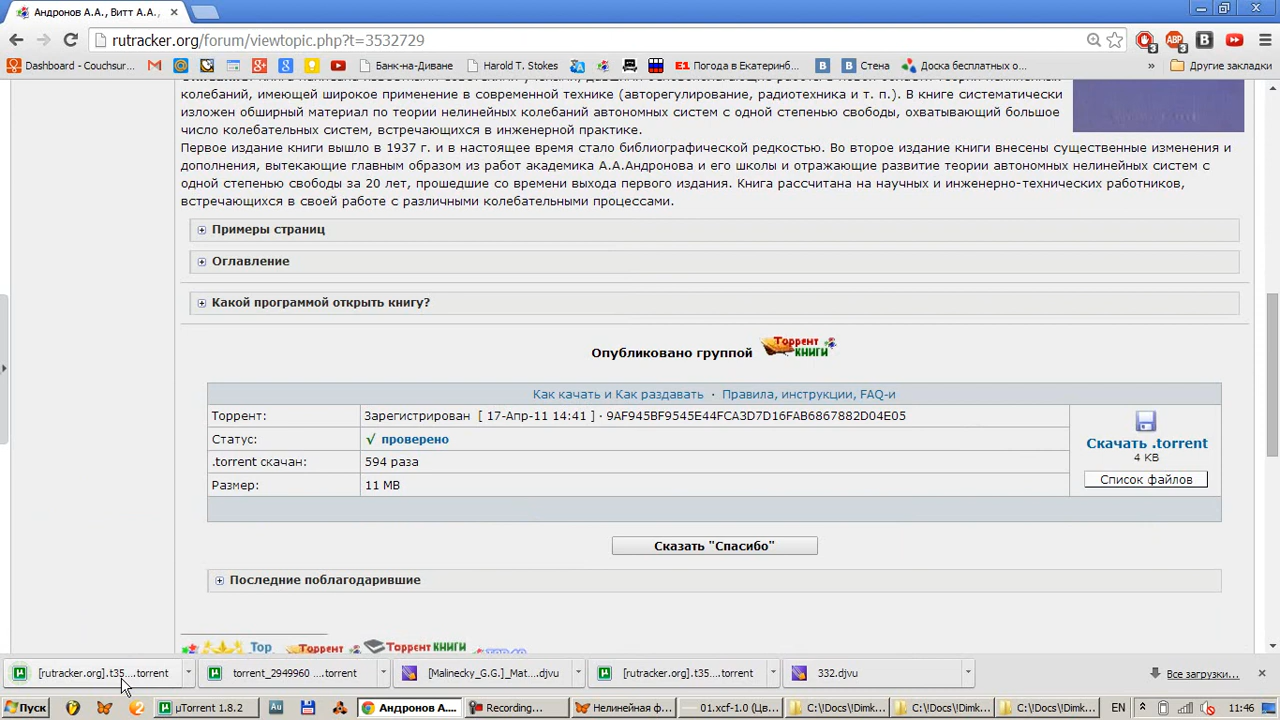 Андронов А.А., Витт А.А.,
rutracker.org/forum/viewtopic.php?t=3532729
3
3
Dashboard - Couchsur...
Банк-на-Диване
Harold T. Stokes
E1 Погода в Екатеринб...
В Стена
Доска бесплатных о...
»
Другие закладки
колебаний, имеющей широкое применение в современной технике (авторегулирование, радиотехника и т. п.). В книге систематически
изложен обширный материал по теории нелинейных колебаний автономных систем с одной степенью свободы, охватывающий большое
число колебательных систем, встречающихся в инженерной практике.
Первое издание книги вышло в 1937 г. и в настоящее время стало библиографической редкостью. Во второе издание книги внесены существенные изменения и
дополнения, вытекающие главным образом из работ академика А.А.Андронова и его школы и отражающие развитие теории автономных нелинейных систем с
одной степенью свободы за 20 лет, прошедшие со времени выхода первого издания. Книга рассчитана на научных и инженерно-технических работников,
встречающихся в своей работе с различными колебательными процессами.
Примеры страниц
Оглавление
Какой программой открыть книгу?
Опубликовано группой
Торрент КНИГИ
Как качать и Как раздавать · Правила, инструкции, FAQ-и
Торрент: Зарегистрирован [ 17-Апр-11 14:41 ] · 9AF945BF9545E44FCA3D7D16FAB6867882D04E05
Статус: √ проверено
.torrent скачан: 594 раза
Размер: 11 MB
Скачать .torrent
4 KB
Список файлов
Сказать "Спасибо"
Последние поблагодарившие
Top Торрент Торрент КНИГИ
[rutracker.org].t35....torrent
torrent_2949960 ....torrent
[Malinecky_G.G.]_Mat....djvu
[rutracker.org].t35....torrent
332.djvu
Все загрузки...
Пуск
µTorrent 1.8.2
Андронов А....
Recording...
Нелинейная ф...
01.xcf-1.0 (Цв...
C:\Docs\Dimk...
C:\Docs\Dimk...
C:\Docs\Dimk...
EN
11:46